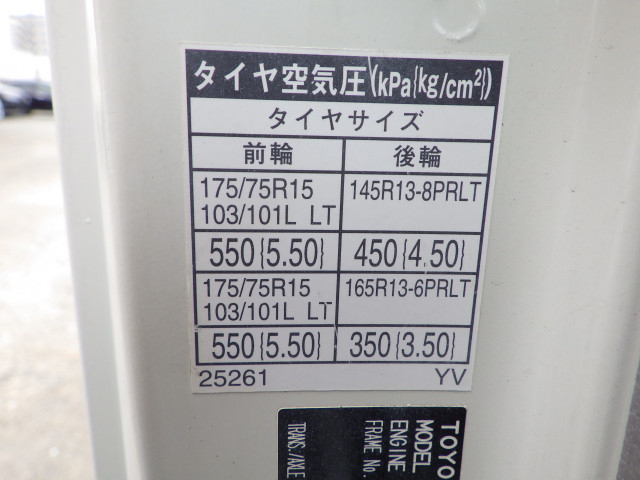 タイヤ空気圧(kPa{kg/cm²})
タイヤサイズ
前輪 後輪
175/75R15 145R13-8PRLT
103/101L LT
550{5.50} 450{4.50}
175/75R15 165R13-6PRLT
103/101L LT
550{5.50} 350{3.50}
25261 YV
TOYO
MODEL
ENGINE
FRAME No.
TRANS./AXLE